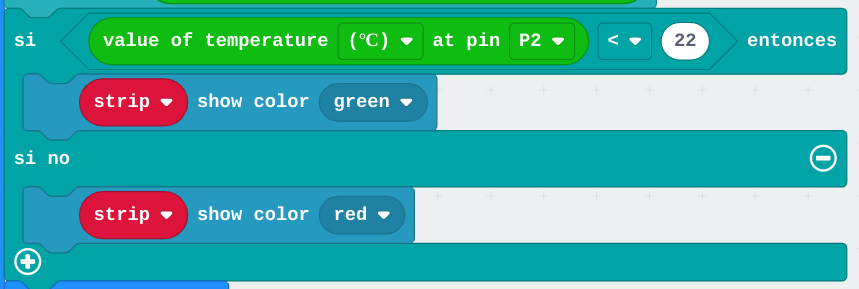 si value of temperature (℃) at pin P2 < 22 entonces
strip show color green
si no
strip show color red